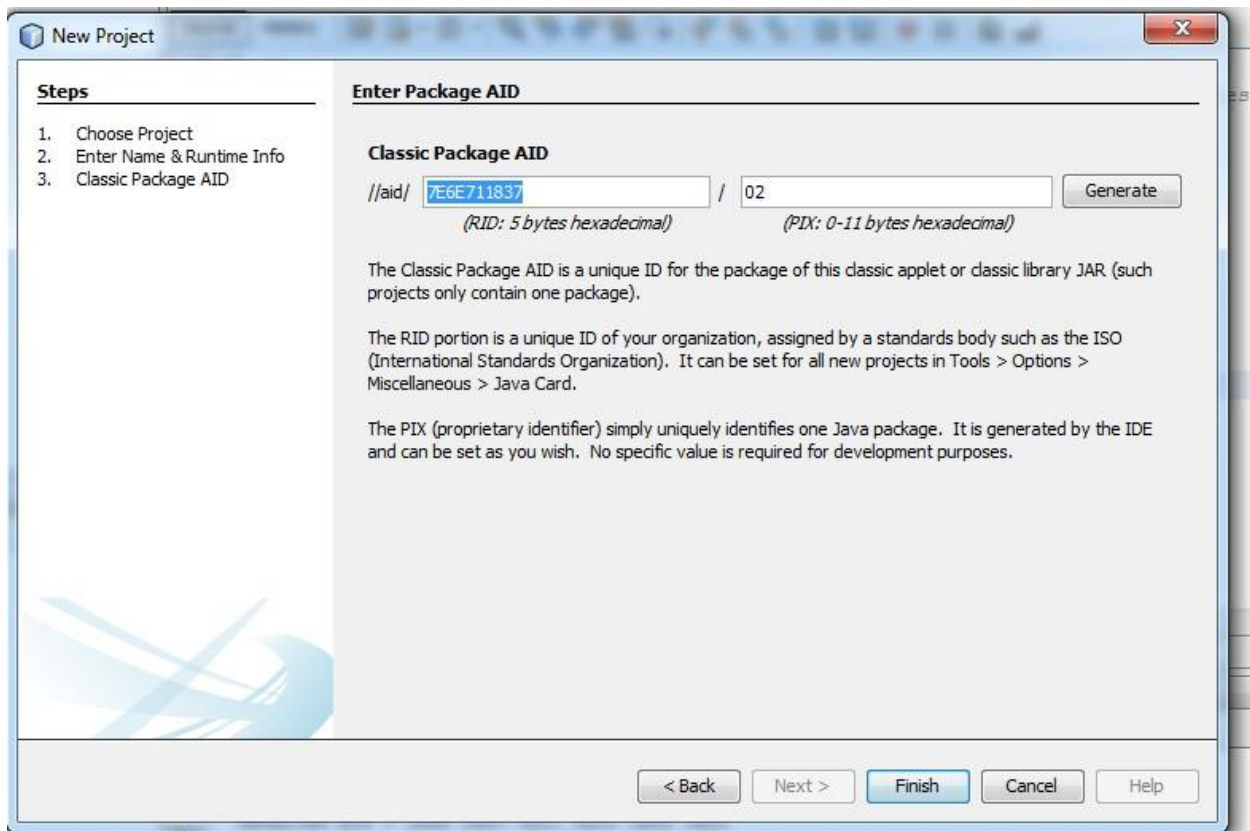 New Project
Steps
1. Choose Project
2. Enter Name & Runtime Info
3. Classic Package AID
Enter Package AID
Classic Package AID
//aid/ 7E6E711837 / 02 Generate
(RID: 5 bytes hexadecimal) (PIX: 0-11 bytes hexadecimal)
The Classic Package AID is a unique ID for the package of this classic applet or classic library JAR (such
projects only contain one package).
The RID portion is a unique ID of your organization, assigned by a standards body such as the ISO
(International Standards Organization). It can be set for all new projects in Tools > Options >
Miscellaneous > Java Card.
The PIX (proprietary identifier) simply uniquely identifies one Java package. It is generated by the IDE
and can be set as you wish. No specific value is required for development purposes.
< Back Next > Finish Cancel Help